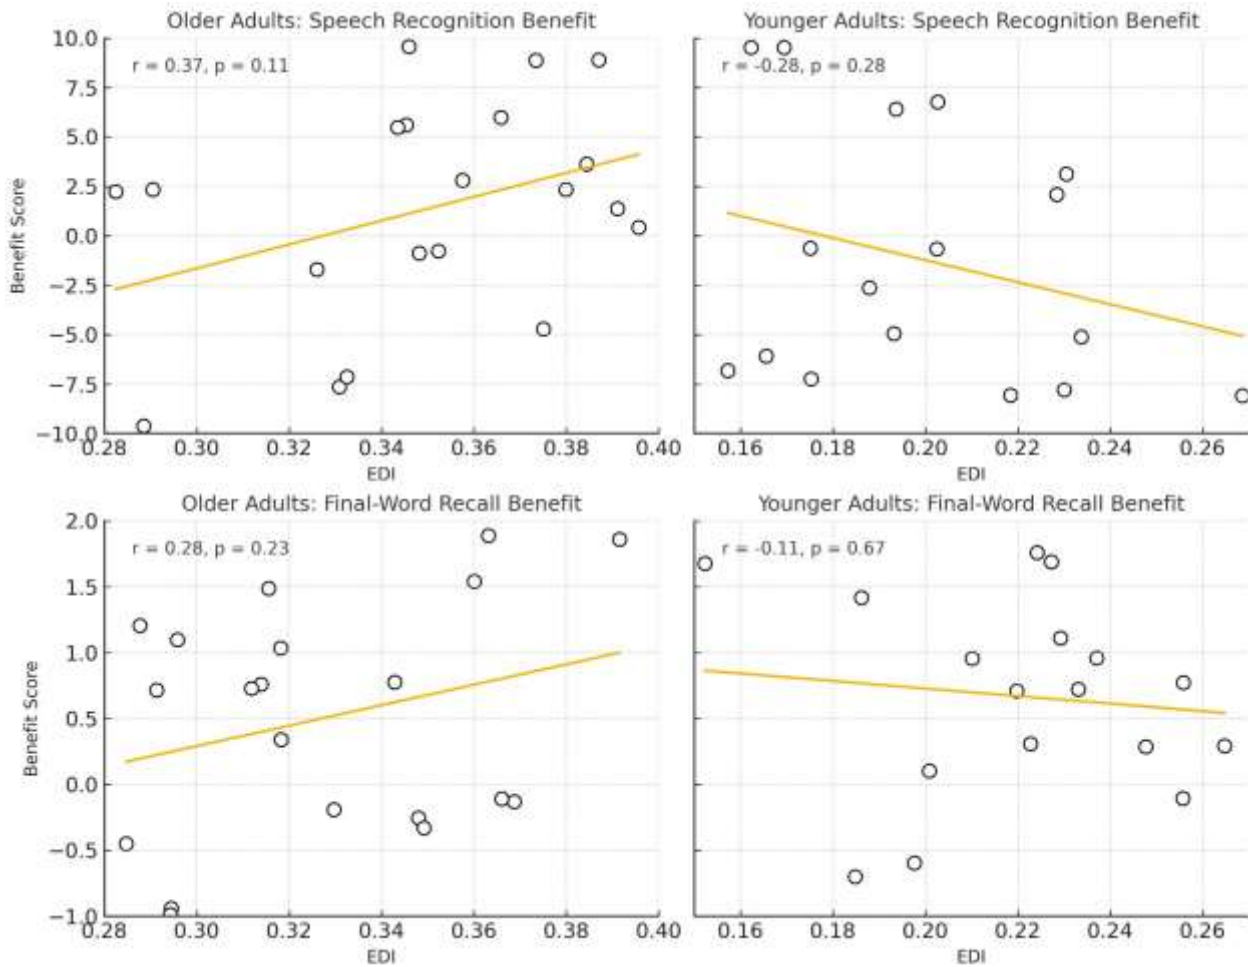 Older Adults: Speech Recognition Benefit
Younger Adults: Speech Recognition Benefit
10.0
7.5
5.0
2.5
0.0
−2.5
−5.0
−7.5
−10.0
Benefit Score
r = 0.37, p = 0.11
r = -0.28, p = 0.28
0.28 0.30 0.32 0.34 0.36 0.38 0.40
0.16 0.18 0.20 0.22 0.24 0.26
EDI
EDI
Older Adults: Final-Word Recall Benefit
Younger Adults: Final-Word Recall Benefit
2.0
1.5
1.0
0.5
0.0
−0.5
−1.0
Benefit Score
r = 0.28, p = 0.23
r = -0.11, p = 0.67
0.28 0.30 0.32 0.34 0.36 0.38 0.40
0.16 0.18 0.20 0.22 0.24 0.26
EDI
EDI